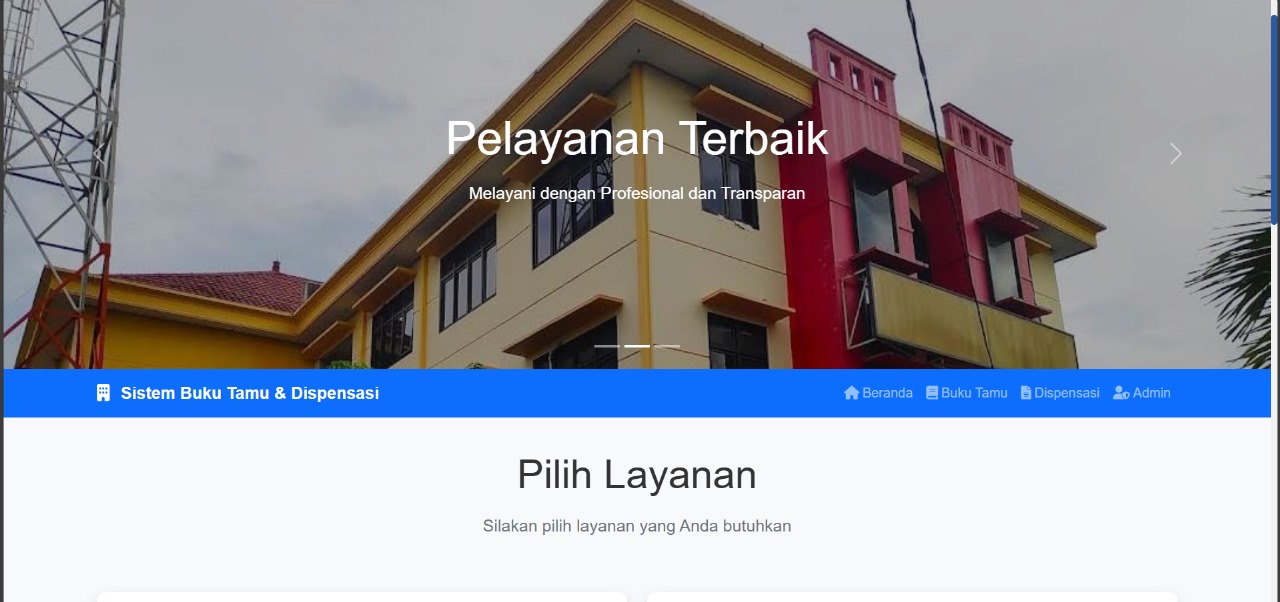 Pelayanan Terbaik
Melayani dengan Profesional dan Transparan
Sistem Buku Tamu & Dispensasi
Beranda Buku Tamu Dispensasi Admin
Pilih Layanan
Silakan pilih layanan yang Anda butuhkan